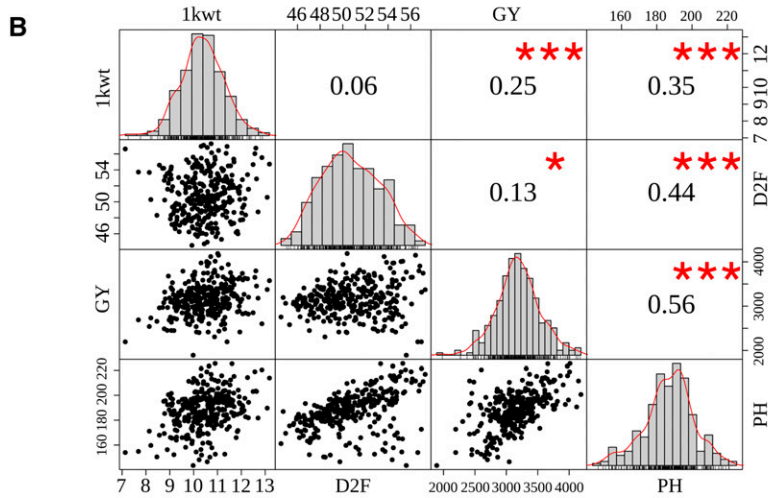 B
1kwt
46 48 50 52 54 56
GY
160 180 200 220
1kwt
0.06
0.25
***
0.35
***
7 8 9 10 12
54
50
46
0.13
*
0.44
***
D2F
GY
0.56
***
2000 3000 4000
160 180 200 220
7 8 9 10 11 12 13
D2F
2000 2500 3000 3500 4000
PH